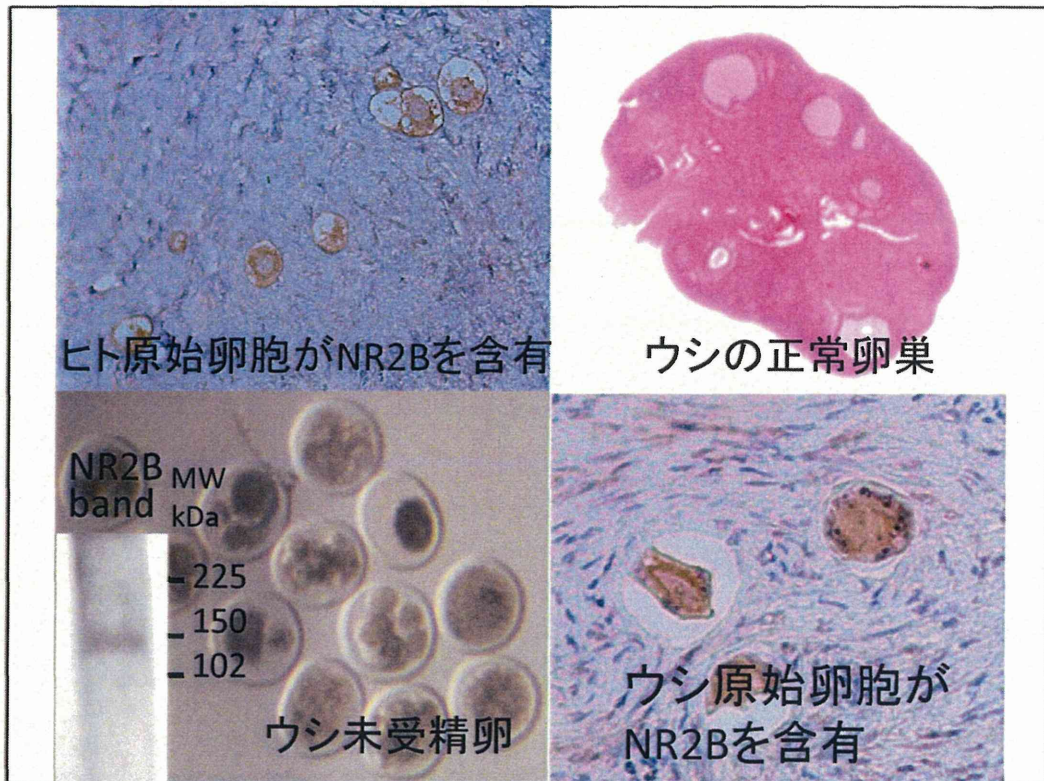 ヒト原始卵胞がNR2Bを含有
ウシの正常卵巣
NR2B
band
MW
kDa
225
150
102
ウシ未受精卵
ウシ原始卵胞が
NR2Bを含有